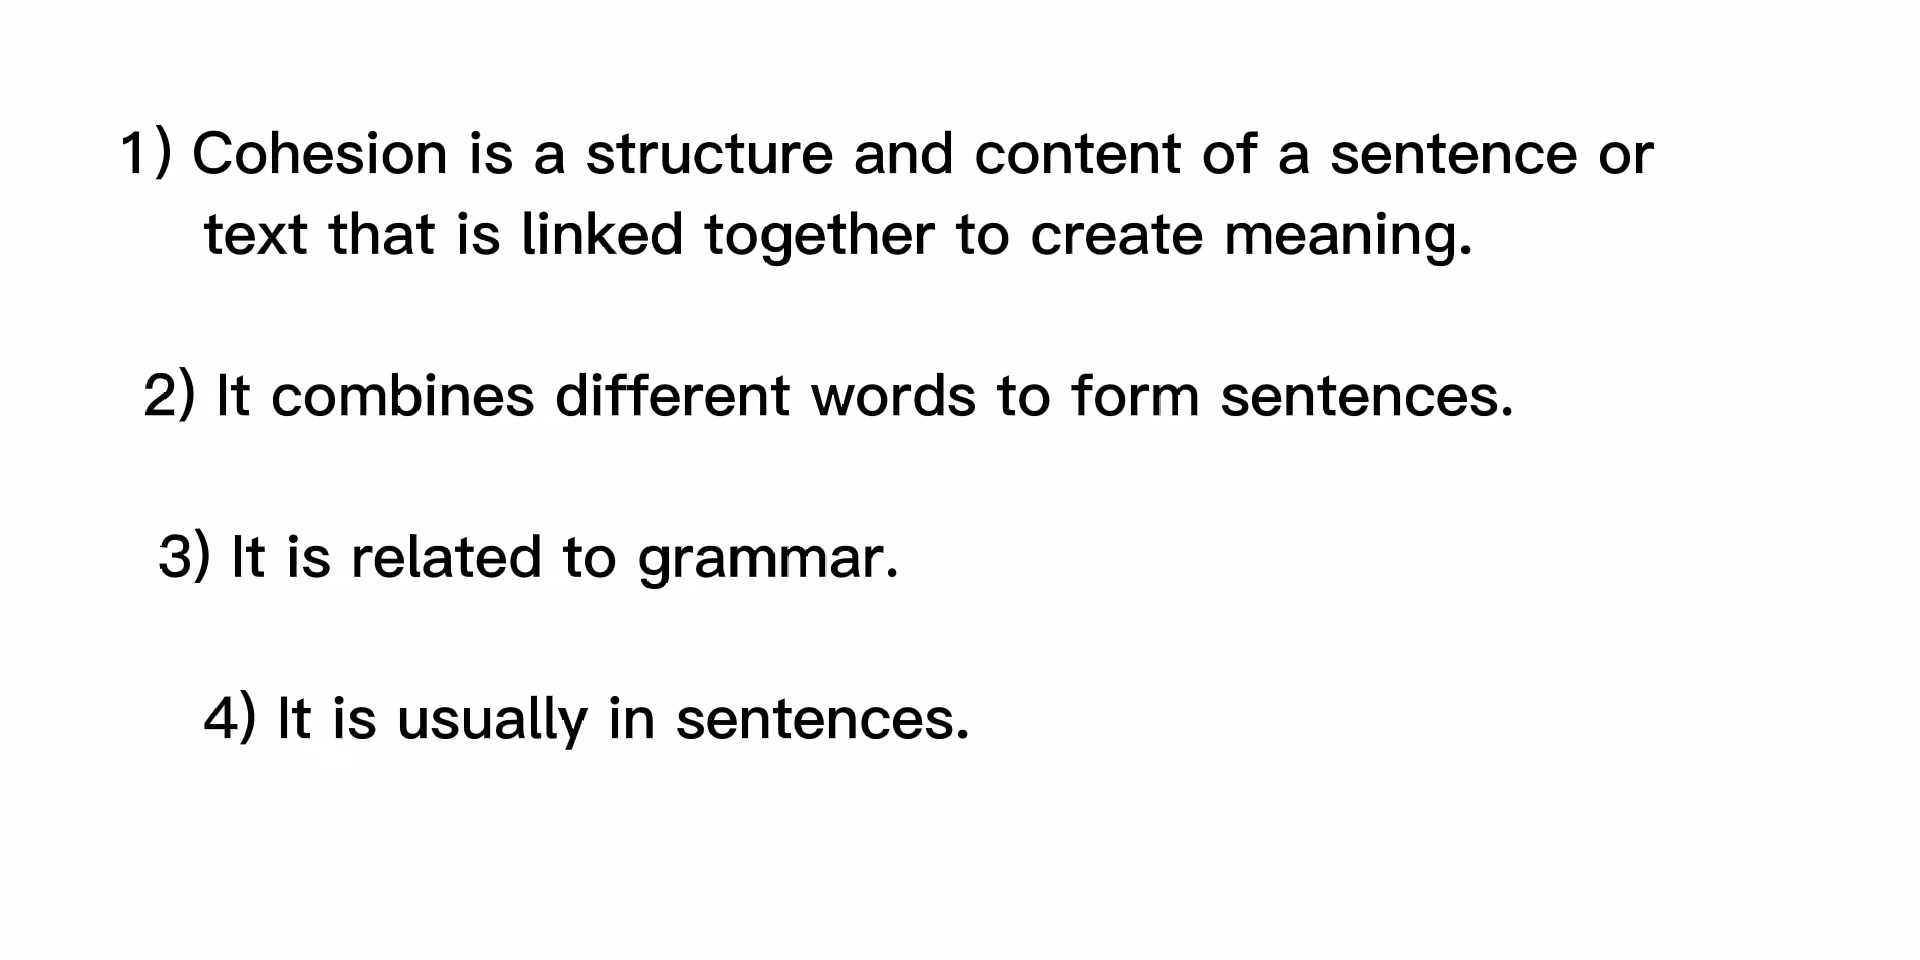 1) Cohesion is a structure and content of a sentence or
text that is linked together to create meaning.
2) It combines different words to form sentences.
3) It is related to grammar.
4) It is usually in sentences.